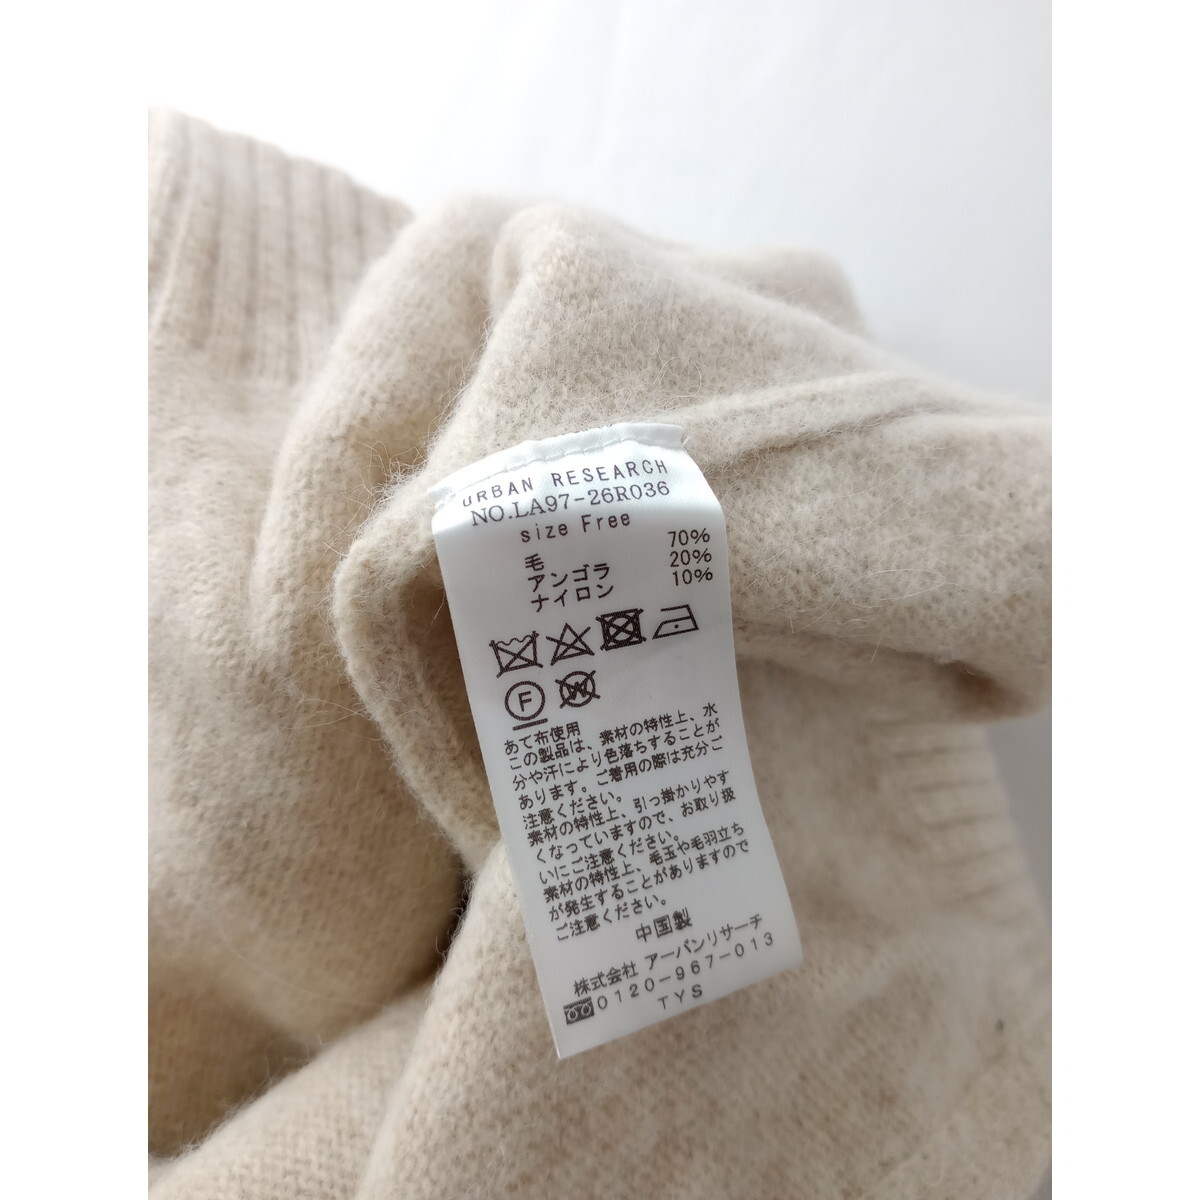 URBAN RESEARCH
NO.LA97-26R036
size Free
毛 70%
アンゴラ 20%
ナイロン 10%
F W
あて布使用
この製品は、素材の特性上、水
分や汗により色落ちすることが
あります。ご着用の際は充分ご
注意ください。
素材の特性上、引っ掛かりやす
くなっていますので、お取り扱
いにご注意ください。
素材の特性上、毛玉や毛羽立ち
が発生することがありますので
ご注意ください。
中国製
株式会社 アーバンリサーチ
0120-967-013
TYS